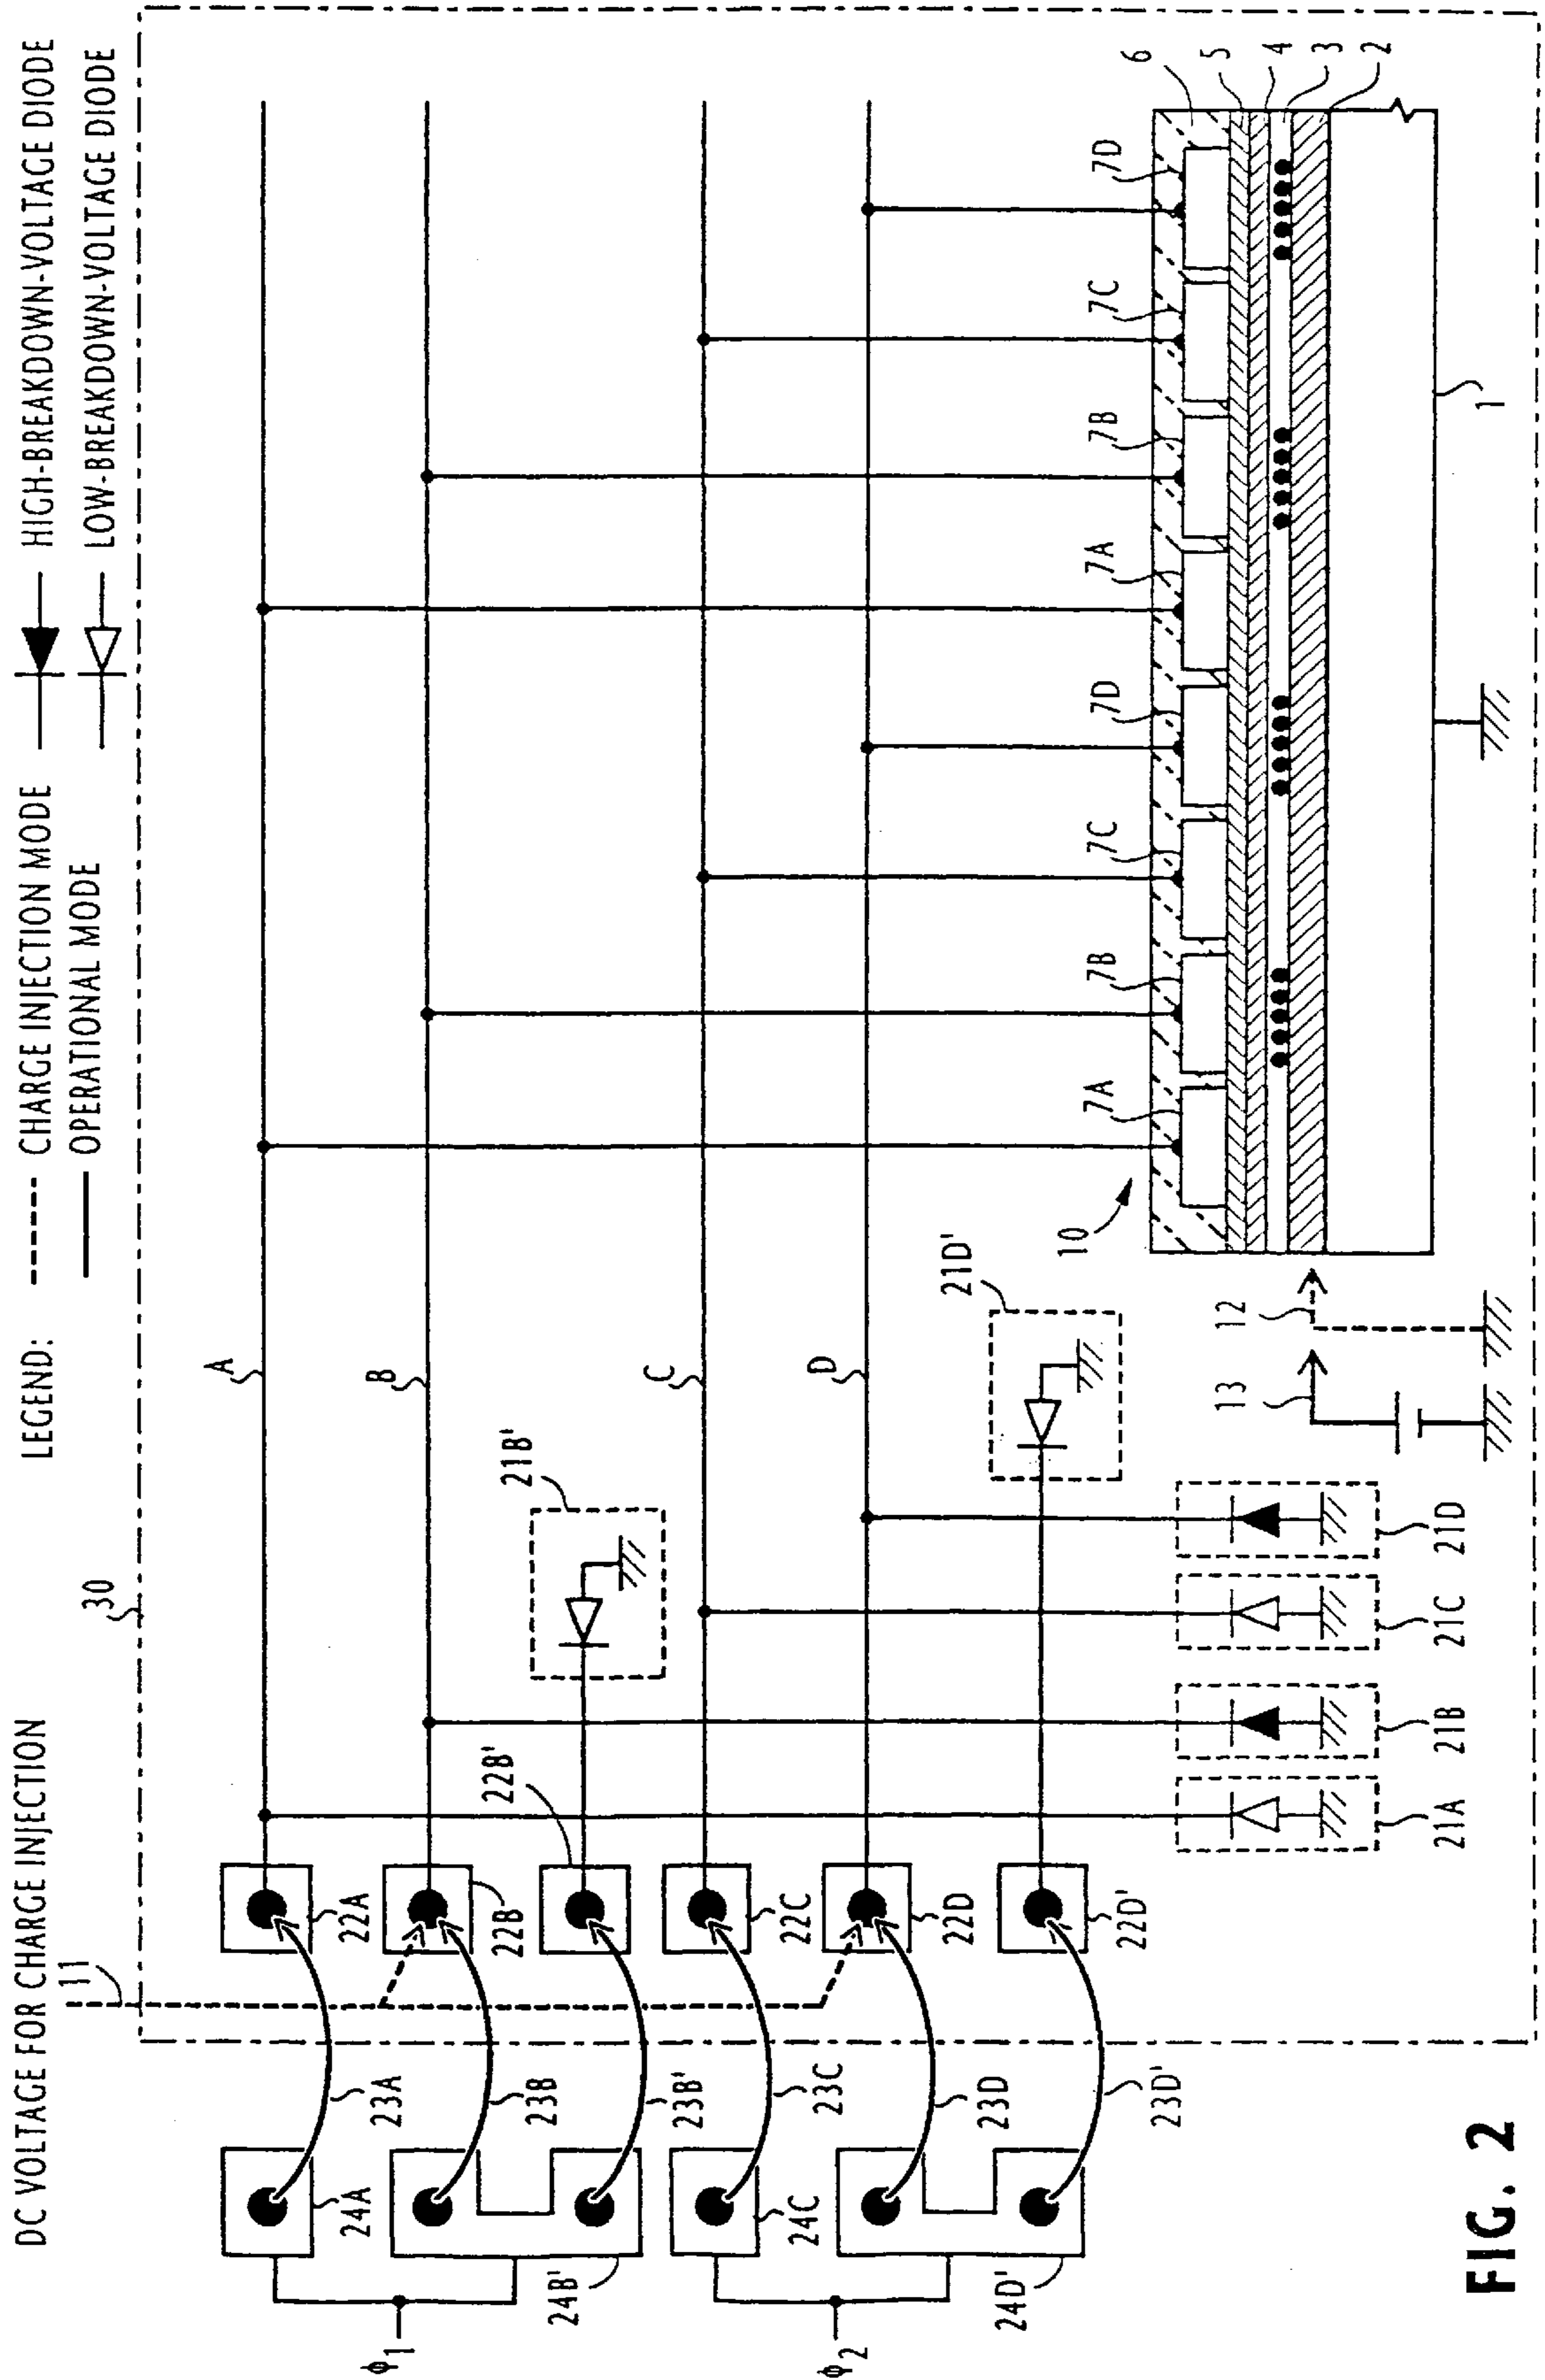 DC VOLTAGE FOR CHARGE INJECTION
LEGEND:
CHARGE INJECTION MODE
OPERATIONAL MODE
HIGH-BREAKDOWN-VOLTAGE DIODE
LOW-BREAKDOWN-VOLTAGE DIODE
11
30
A
B
C
D
22A
22B
22B'
22C
22D
22D'
23A
23B
23B'
23C
23D
23D'
24A
24B'
24C
24D'
ϕ1
ϕ2
21B'
21D'
21A
21B
21C
21D
13
12
10
7A
7B
7C
7D
7A
7B
7C
7D
6
5
4
3
2
1
FIG. 2